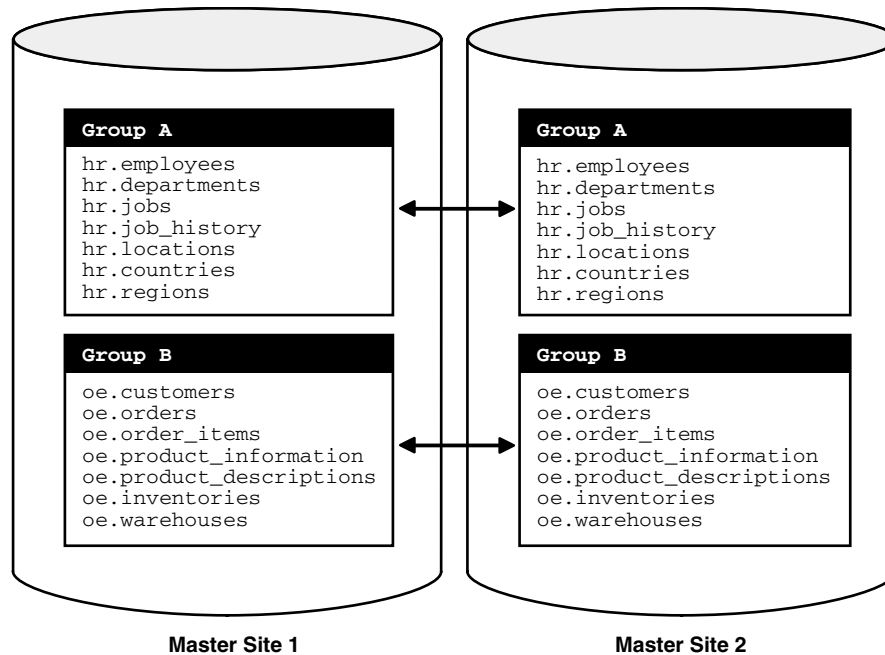 Group A
hr.employees
hr.departments
hr.jobs
hr.job_history
hr.locations
hr.countries
hr.regions
Group B
oe.customers
oe.orders
oe.order_items
oe.product_information
oe.product_descriptions
oe.inventories
oe.warehouses
Master Site 1
Group A
hr.employees
hr.departments
hr.jobs
hr.job_history
hr.locations
hr.countries
hr.regions
Group B
oe.customers
oe.orders
oe.order_items
oe.product_information
oe.product_descriptions
oe.inventories
oe.warehouses
Master Site 2